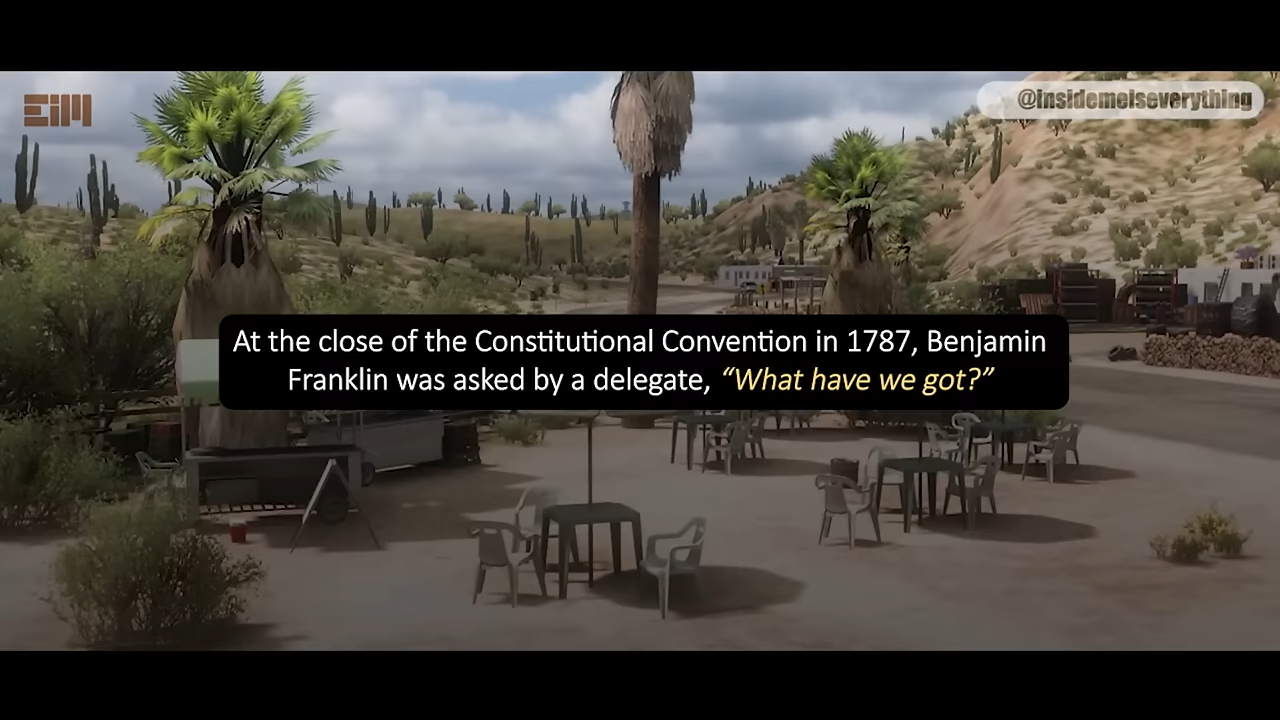 EiM
@insidemeiseverything
At the close of the Constitutional Convention in 1787, Benjamin
Franklin was asked by a delegate, “What have we got?”